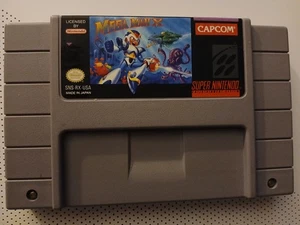 LICENSED BY
Nintendo
MEGA MAN X
CAPCOM
SNS RX USA
MADE IN JAPAN
SUPER NINTENDO